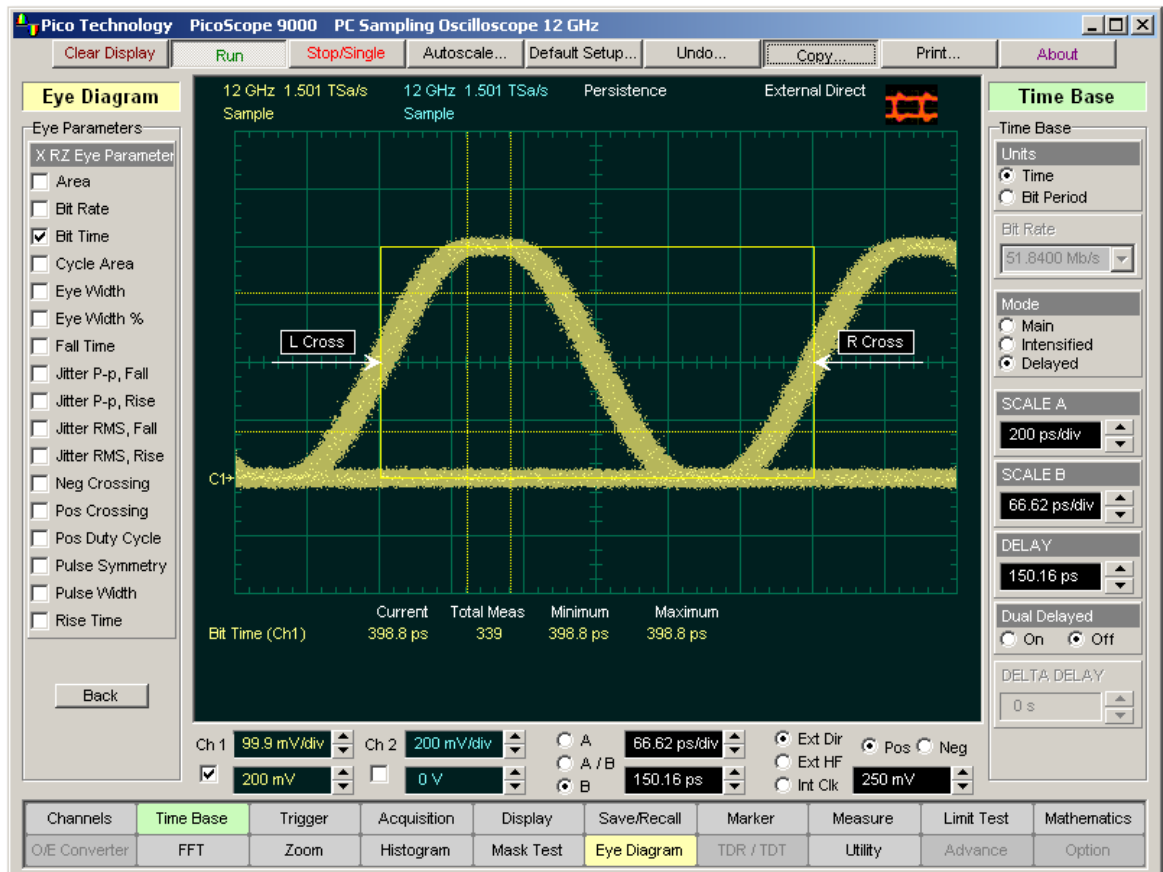 Pico Technology PicoScope 9000 PC Sampling Oscilloscope 12 GHz
Clear Display Run Stop/Single Autoscale... Default Setup... Undo... Copy... Print... About
Eye Diagram
Eye Parameters
X RZ Eye Parameter
Area
Bit Rate
Bit Time
Cycle Area
Eye Width
Eye Width %
Fall Time
Jitter P-p, Fall
Jitter P-p, Rise
Jitter RMS, Fall
Jitter RMS, Rise
Neg Crossing
Pos Crossing
Pos Duty Cycle
Pulse Symmetry
Pulse Width
Rise Time
Back
12 GHz 1.501 TSa/s 12 GHz 1.501 TSa/s Persistence External Direct
Sample Sample
L Cross R Cross
C1
Current Total Meas Minimum Maximum
Bit Time (Ch1) 398.8 ps 339 398.8 ps 398.8 ps
Time Base
Time Base
Units
Time
Bit Period
Bit Rate
51.8400 Mb/s
Mode
Main
Intensified
Delayed
SCALE A
200 ps/div
SCALE B
66.62 ps/div
DELAY
150.16 ps
Dual Delayed
On Off
DELTA DELAY
0 s
Ch 1 99.9 mV/div Ch 2 200 mV/div A 66.62 ps/div Ext Dir Pos Neg
A / B Ext HF
200 mV 0 V B 150.16 ps Int Clk 250 mV
Channels Time Base Trigger Acquisition Display Save/Recall Marker Measure Limit Test Mathematics
O/E Converter FFT Zoom Histogram Mask Test Eye Diagram TDR / TDT Utility Advance Option